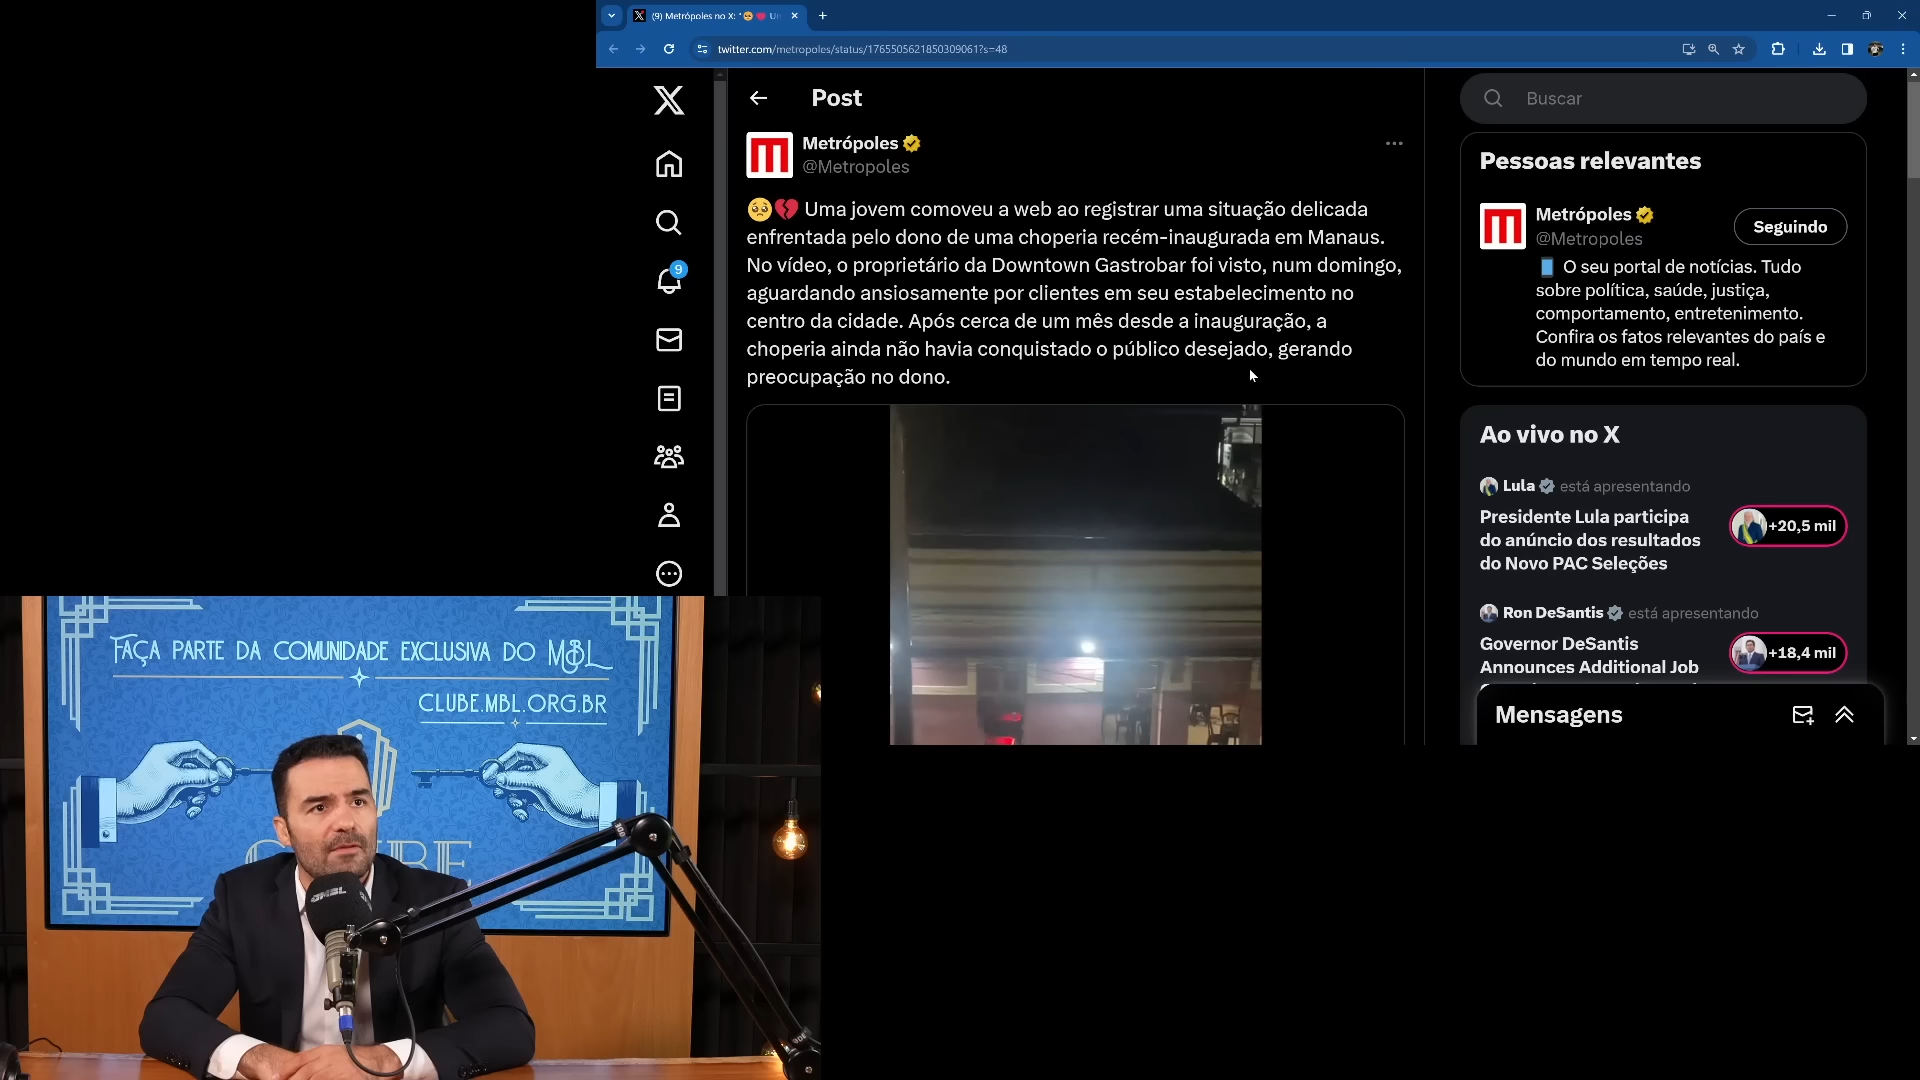 (9) Metrópoles no X: "🥺💔 Un
twitter.com/metropoles/status/1765505621850309061?s=48
Post
Metrópoles
@Metropoles
🥺💔 Uma jovem comoveu a web ao registrar uma situação delicada
enfrentada pelo dono de uma choperia recém-inaugurada em Manaus.
No vídeo, o proprietário da Downtown Gastrobar foi visto, num domingo,
aguardando ansiosamente por clientes em seu estabelecimento no
centro da cidade. Após cerca de um mês desde a inauguração, a
choperia ainda não havia conquistado o público desejado, gerando
preocupação no dono.
9
Buscar
Pessoas relevantes
Metrópoles
@Metropoles
Seguindo
📱 O seu portal de notícias. Tudo
sobre política, saúde, justiça,
comportamento, entretenimento.
Confira os fatos relevantes do país e
do mundo em tempo real.
Ao vivo no X
Lula está apresentando
Presidente Lula participa
do anúncio dos resultados
do Novo PAC Seleções
+20,5 mil
Ron DeSantis está apresentando
Governor DeSantis
Announces Additional Job
+18,4 mil
Mensagens
FAÇA PARTE DA COMUNIDADE EXCLUSIVA DO MBL
CLUBE.MBL.ORG.BR
MBL